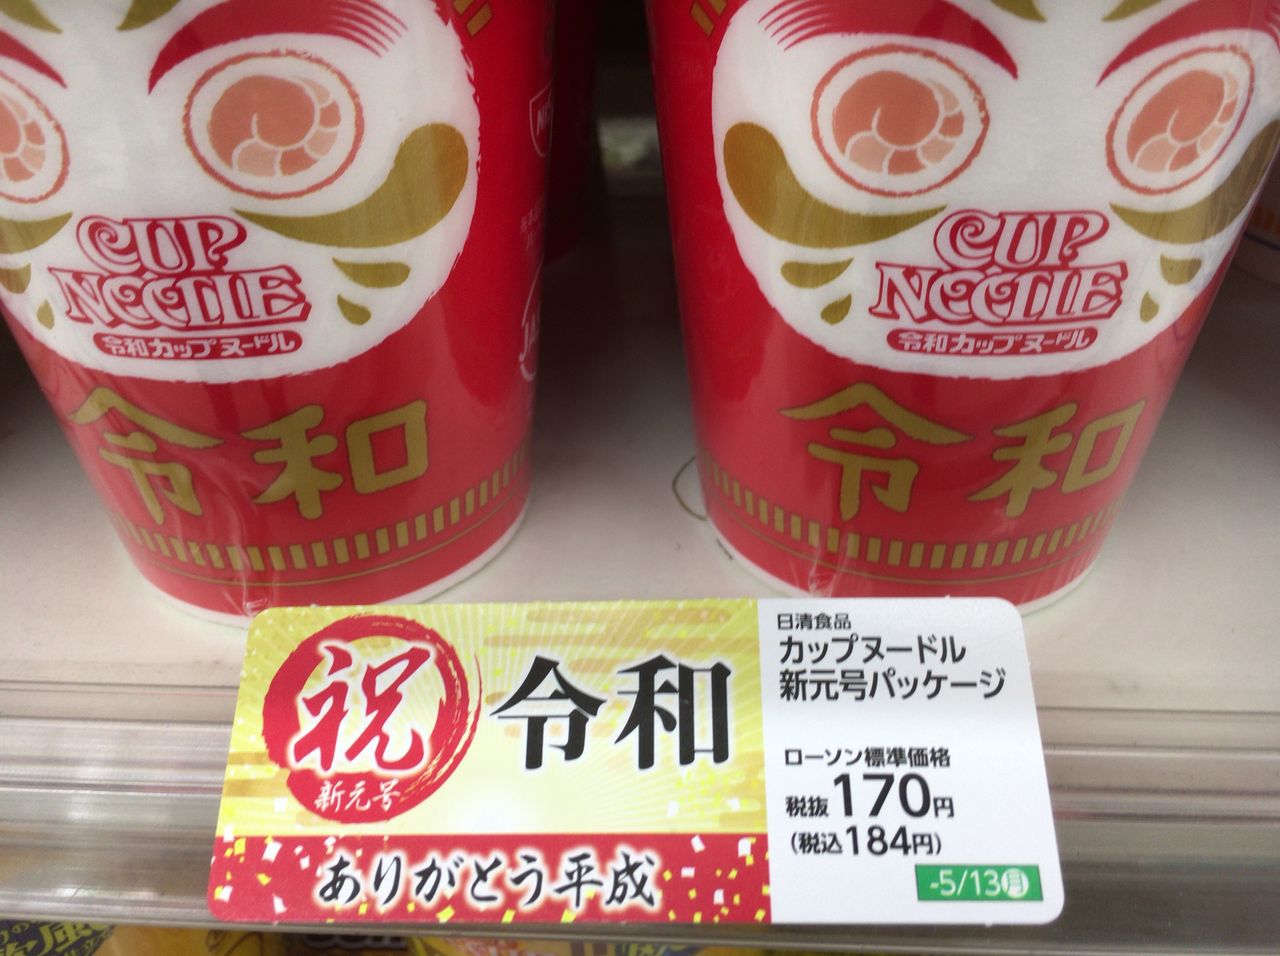 CUP
NOODLE
令和カップヌードル
令和
CUP
NOODLE
令和カップヌードル
令和
祝
新元号
令和
ありがとう平成
日清食品
カップヌードル
新元号パッケージ
ローソン標準価格
税抜170円
(税込184円)
-5/13月